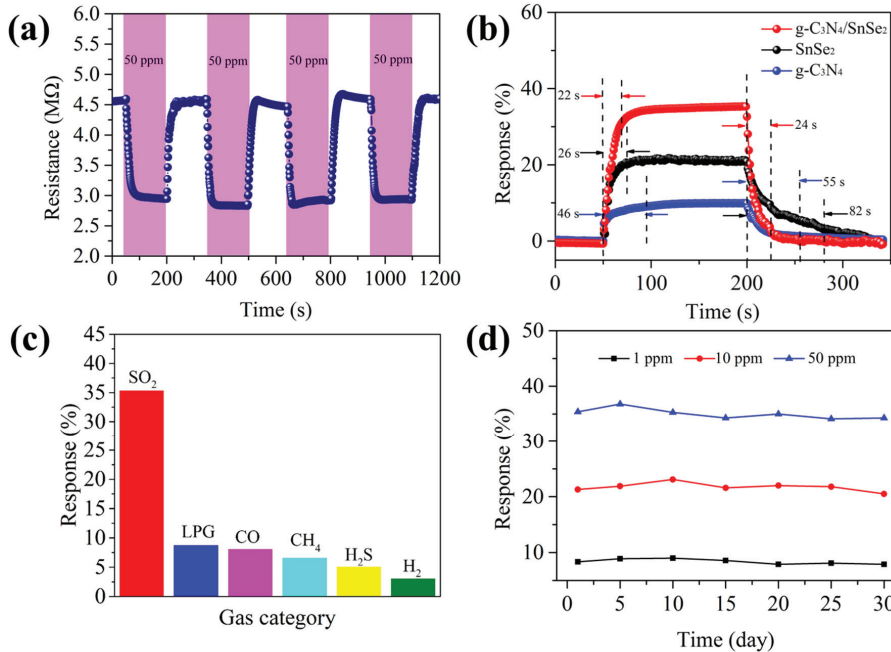 (a)
50 ppm 50 ppm 50 ppm 50 ppm
Resistance (MΩ)
6.0
5.5
5.0
4.5
4.0
3.5
3.0
2.5
2.0
0 200 400 600 800 1000 1200
Time (s)
(b)
g-C₃N₄/SnSe₂
SnSe₂
g-C₃N₄
Response (%)
60
40
20
0
22 s
26 s
46 s
24 s
55 s
82 s
0 100 200 300
Time (s)
(c)
Response (%)
45
40
35
30
25
20
15
10
5
0
SO₂
LPG
CO
CH₄
H₂S
H₂
Gas category
(d)
1 ppm 10 ppm 50 ppm
Response (%)
50
40
30
20
10
0 5 10 15 20 25 30
Time (day)